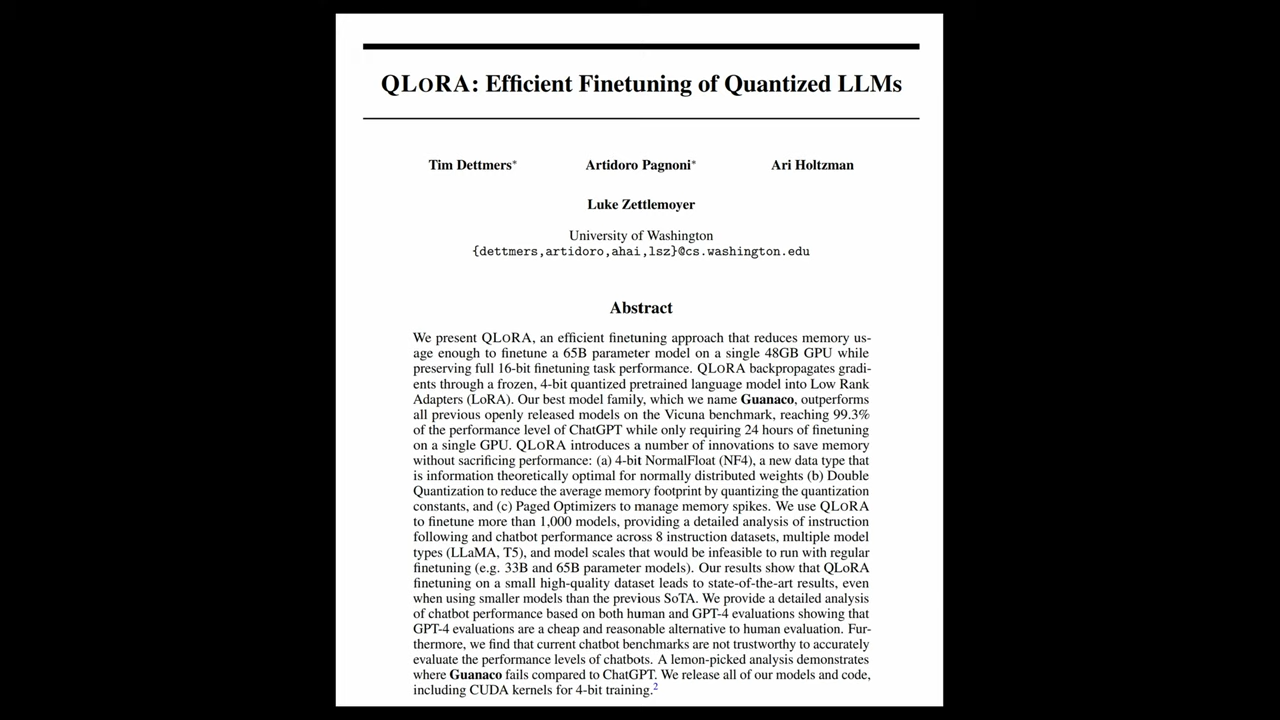 QLORA: Efficient Finetuning of Quantized LLMs
Tim Dettmers* Artidoro Pagnoni* Ari Holtzman
Luke Zettlemoyer
University of Washington
{dettmers,artidoro,ahai,lsz}@cs.washington.edu
Abstract
We present QLORA, an efficient finetuning approach that reduces memory us-
age enough to finetune a 65B parameter model on a single 48GB GPU while
preserving full 16-bit finetuning task performance. QLORA backpropagates gradi-
ents through a frozen, 4-bit quantized pretrained language model into Low Rank
Adapters (LoRA). Our best model family, which we name Guanaco, outperforms
all previous openly released models on the Vicuna benchmark, reaching 99.3%
of the performance level of ChatGPT while only requiring 24 hours of finetuning
on a single GPU. QLORA introduces a number of innovations to save memory
without sacrificing performance: (a) 4-bit NormalFloat (NF4), a new data type that
is information theoretically optimal for normally distributed weights (b) Double
Quantization to reduce the average memory footprint by quantizing the quantization
constants, and (c) Paged Optimizers to manage memory spikes. We use QLORA
to finetune more than 1,000 models, providing a detailed analysis of instruction
following and chatbot performance across 8 instruction datasets, multiple model
types (LLaMA, T5), and model scales that would be infeasible to run with regular
finetuning (e.g. 33B and 65B parameter models). Our results show that QLoRA
finetuning on a small high-quality dataset leads to state-of-the-art results, even
when using smaller models than the previous SoTA. We provide a detailed analysis
of chatbot performance based on both human and GPT-4 evaluations showing that
GPT-4 evaluations are a cheap and reasonable alternative to human evaluation. Fur-
thermore, we find that current chatbot benchmarks are not trustworthy to accurately
evaluate the performance levels of chatbots. A lemon-picked analysis demonstrates
where Guanaco fails compared to ChatGPT. We release all of our models and code,
including CUDA kernels for 4-bit training.2